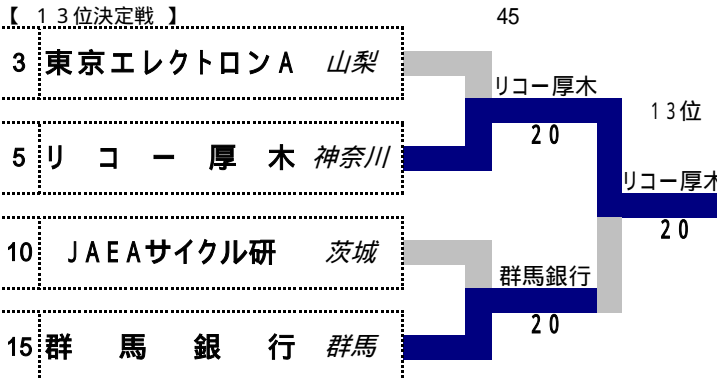 【 13位決定戦 】 45
3 東京エレクトロンA 山梨
リコー厚木
20
13位
5 リコー厚木 神奈川
リコー厚木
20
10 JAEAサイクル研 茨城
群馬銀行
20
15 群馬銀行 群馬